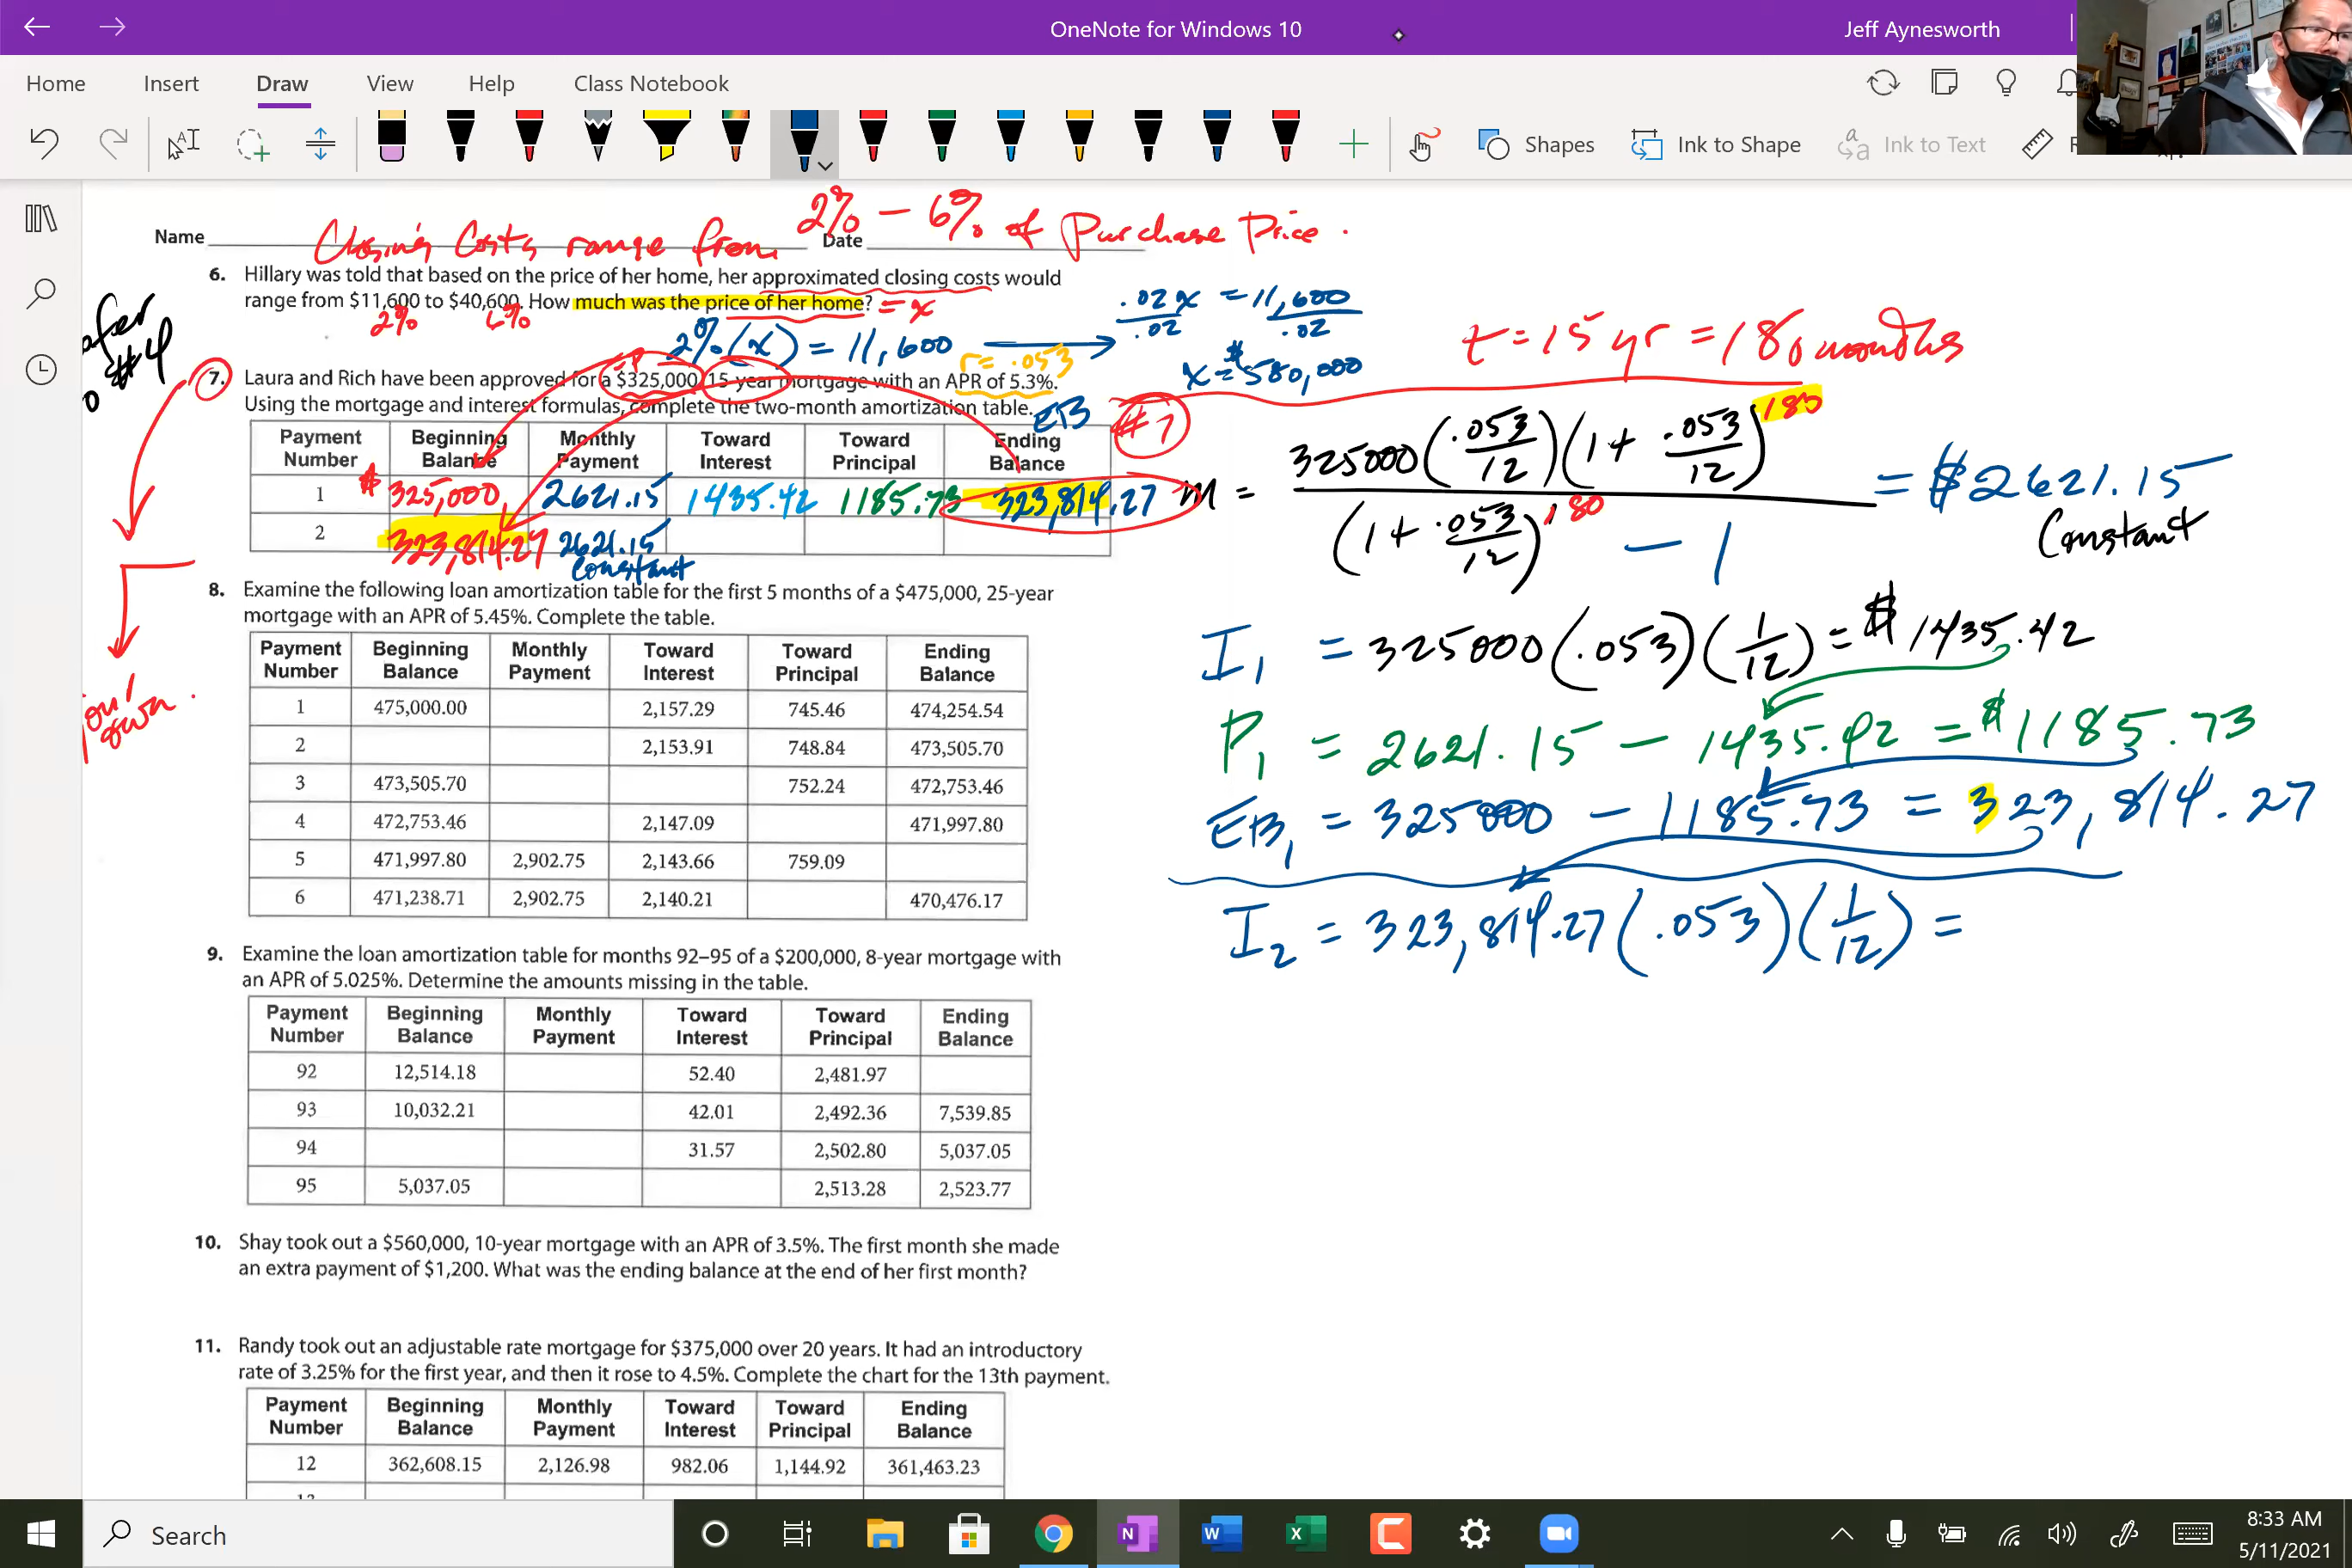 OneNote for Windows 10
Jeff Aynesworth
Home Insert Draw View Help Class Notebook
Shapes Ink to Shape Ink to Text
Closing Costs range from 2% - 6% of Purchase Price.
Name Date
6. Hillary was told that based on the price of her home, her approximated closing costs would
range from $11,600 to $40,600. How much was the price of her home? = x
2% 6%
2%(x) = 11,600
.02x = 11,600
.02 .02
x = $580,000
t = 15 yr = 180 months
#4
r = .053
7. Laura and Rich have been approved for a $325,000, 15-year mortgage with an APR of 5.3%.
Using the mortgage and interest formulas, complete the two-month amortization table.
EB
#7
Payment Number Beginning Balance Monthly Payment Toward Interest Toward Principal Ending Balance
1 $325,000 2621.15 1435.42 1185.73 323,814.27
2 323,814.27 2621.15
Constant
m = 325000(.053/12)(1 + .053/12)^180 = $2621.15
(1 + .053/12)^180 - 1
Constant
I1 = 325000(.053)(1/12) = $1435.42
P1 = 2621.15 - 1435.42 = $1185.73
EB1 = 325000 - 1185.73 = 323,814.27
I2 = 323,814.27(.053)(1/12) =
own.
8. Examine the following loan amortization table for the first 5 months of a $475,000, 25-year
mortgage with an APR of 5.45%. Complete the table.
Payment Number Beginning Balance Monthly Payment Toward Interest Toward Principal Ending Balance
1 475,000.00 2,157.29 745.46 474,254.54
2 2,153.91 748.84 473,505.70
3 473,505.70 752.24 472,753.46
4 472,753.46 2,147.09 471,997.80
5 471,997.80 2,902.75 2,143.66 759.09
6 471,238.71 2,902.75 2,140.21 470,476.17
9. Examine the loan amortization table for months 92–95 of a $200,000, 8-year mortgage with
an APR of 5.025%. Determine the amounts missing in the table.
Payment Number Beginning Balance Monthly Payment Toward Interest Toward Principal Ending Balance
92 12,514.18 52.40 2,481.97
93 10,032.21 42.01 2,492.36 7,539.85
94 31.57 2,502.80 5,037.05
95 5,037.05 2,513.28 2,523.77
10. Shay took out a $560,000, 10-year mortgage with an APR of 3.5%. The first month she made
an extra payment of $1,200. What was the ending balance at the end of her first month?
11. Randy took out an adjustable rate mortgage for $375,000 over 20 years. It had an introductory
rate of 3.25% for the first year, and then it rose to 4.5%. Complete the chart for the 13th payment.
Payment Number Beginning Balance Monthly Payment Toward Interest Toward Principal Ending Balance
12 362,608.15 2,126.98 982.06 1,144.92 361,463.23
Search
8:33 AM
5/11/2021